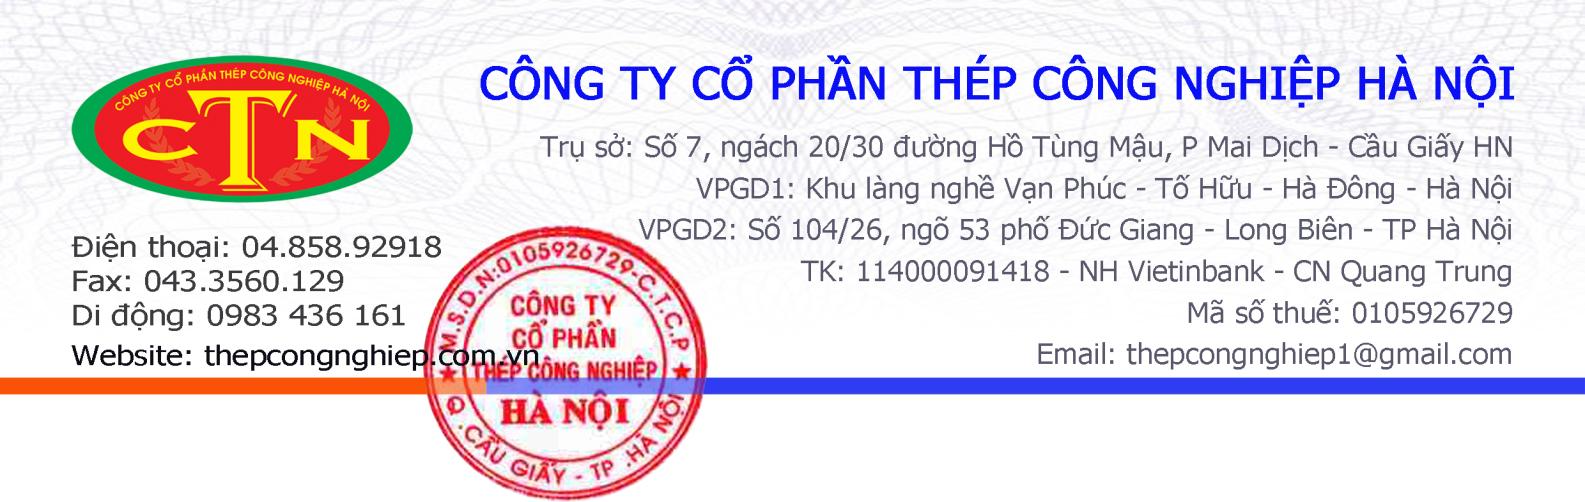 CÔNG TY CỔ PHẦN THÉP CÔNG NGHIỆP HÀ NỘI
CTN
CÔNG TY CỔ PHẦN THÉP CÔNG NGHIỆP HÀ NỘI
Trụ sở: Số 7, ngách 20/30 đường Hồ Tùng Mậu, P Mai Dịch - Cầu Giấy HN
VPGD1: Khu làng nghề Vạn Phúc - Tố Hữu - Hà Đông - Hà Nội
VPGD2: Số 104/26, ngõ 53 phố Đức Giang - Long Biên - TP Hà Nội
TK: 114000091418 - NH Vietinbank - CN Quang Trung
Mã số thuế: 0105926729
Email: thepcongnghiep1@gmail.com
Điện thoại: 04.858.92918
Fax: 043.3560.129
Di động: 0983 436 161
Website: thepcongnghiep.com.vn
M.S.D.N:0105926729-C.T.C.P
CÔNG TY
CỔ PHẦN
THÉP CÔNG NGHIỆP
HÀ NỘI
Q.CẦU GIẤY - TP.HÀ NỘI